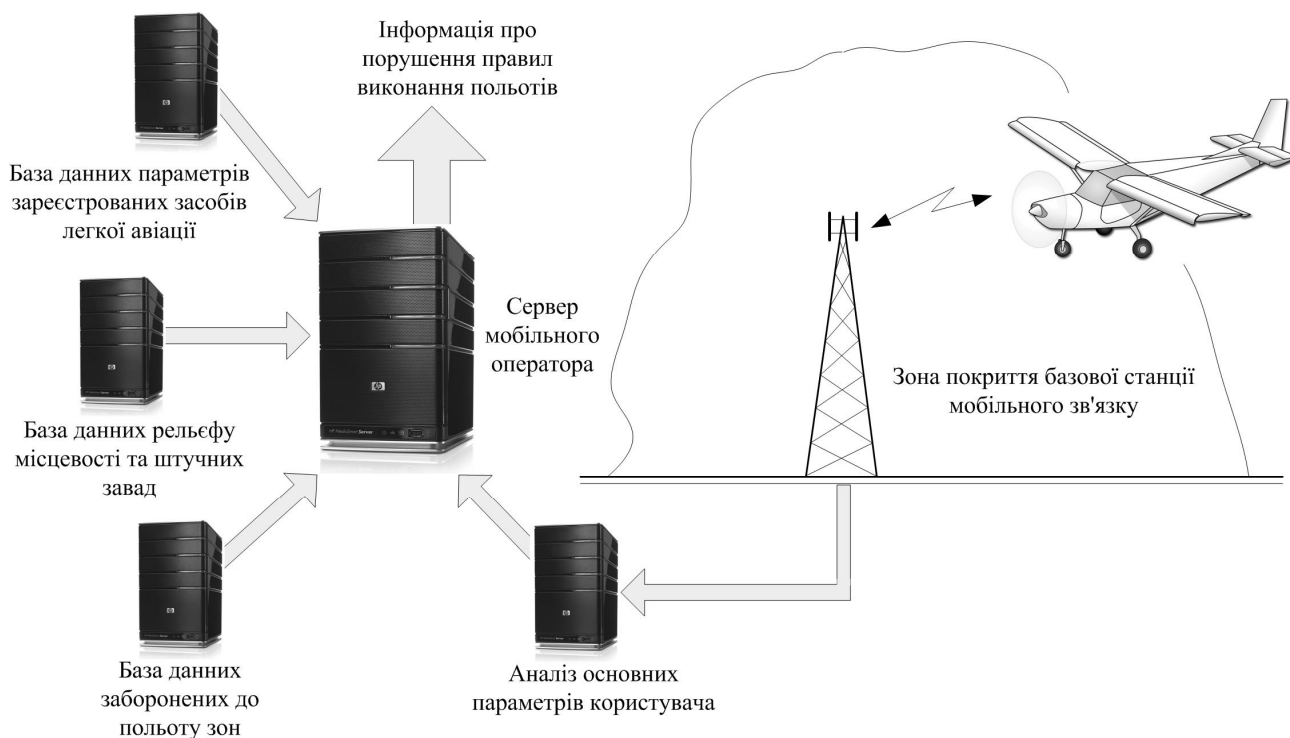 Інформація про
порушення правил
виконання польотів
База данних параметрів
зареєстрованих засобів
легкої авіації
Сервер
мобільного
оператора
Зона покриття базової станції
мобільного зв'язку
База данних рельєфу
місцевості та штучних
завад
База данних
заборонених до
польоту зон
Аналіз основних
параметрів користувача
hp